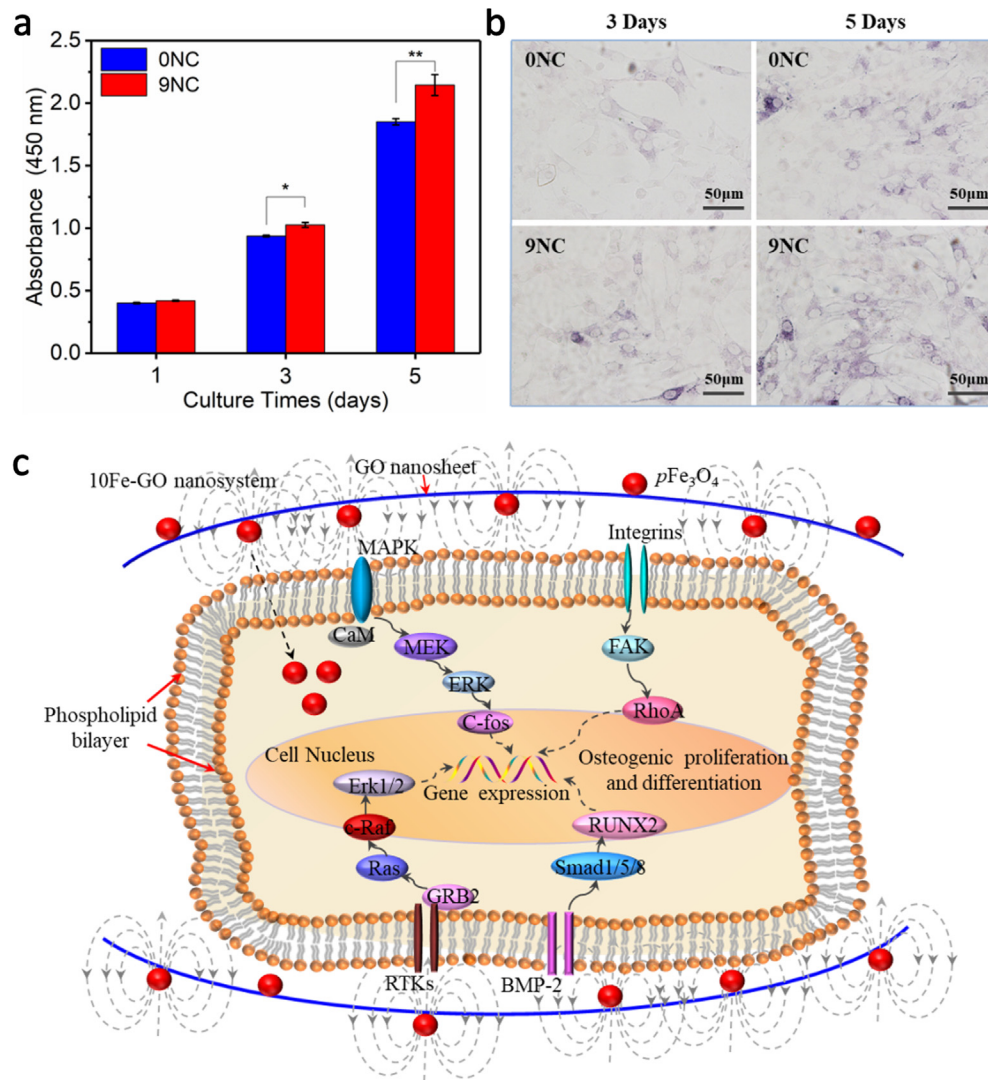 a
2.5
2.0
1.5
1.0
0.5
0.0
Absorbance (450 nm)
0NC
9NC
*
**
1
3
5
Culture Times (days)
b
3 Days
5 Days
0NC
50μm
0NC
50μm
9NC
50μm
9NC
50μm
c
10Fe-GO nanosystem
GO nanosheet
pFe₃O₄
MAPK
Integrins
CaM
MEK
FAK
ERK
RhoA
C-fos
Phospholipid
bilayer
Cell Nucleus
Osteogenic proliferation
and differentiation
Gene expression
Erk1/2
c-Raf
RUNX2
Ras
Smad1/5/8
GRB2
RTKs
BMP-2